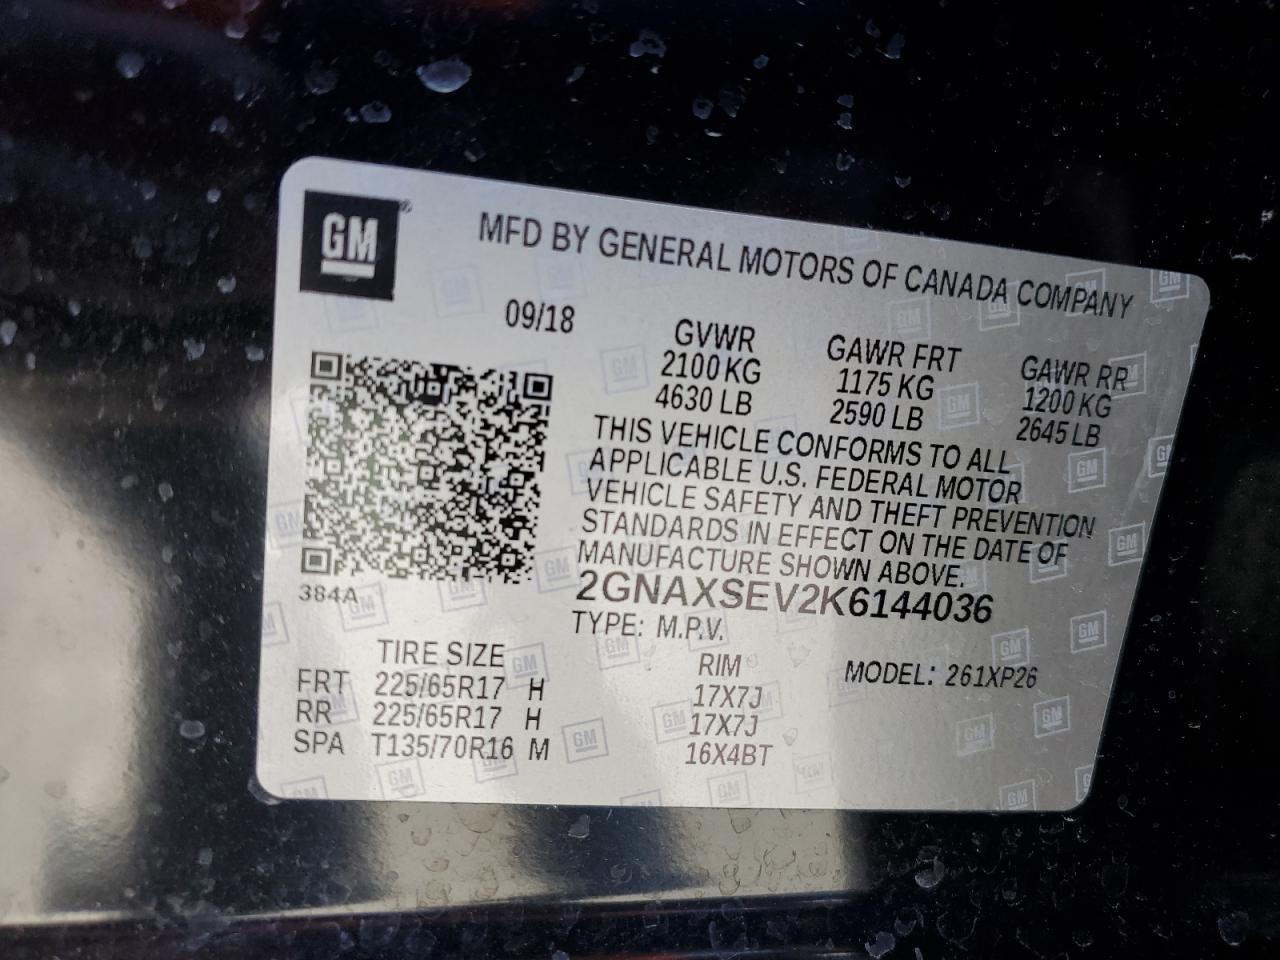 GM
MFD BY GENERAL MOTORS OF CANADA COMPANY
09/18
GVWR GAWR FRT GAWR RR
2100 KG 1175 KG 1200 KG
4630 LB 2590 LB 2645 LB
THIS VEHICLE CONFORMS TO ALL
APPLICABLE U.S. FEDERAL MOTOR
VEHICLE SAFETY AND THEFT PREVENTION
STANDARDS IN EFFECT ON THE DATE OF
MANUFACTURE SHOWN ABOVE.
2GNAXSEV2K6144036
384A
TYPE: M.P.V.
TIRE SIZE RIM MODEL: 261XP26
FRT 225/65R17 H 17X7J
RR 225/65R17 H 17X7J
SPA T135/70R16 M 16X4BT